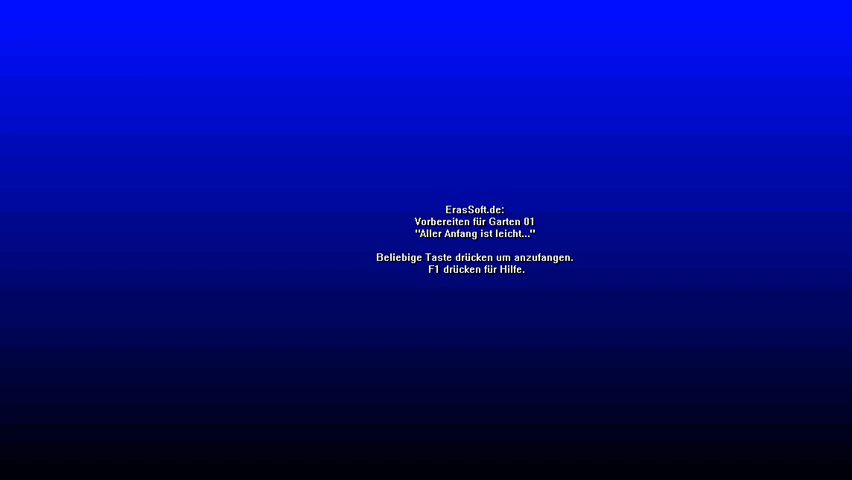 ErasSoft.de:
Vorbereiten für Garten 01
"Aller Anfang ist leicht..."
Beliebige Taste drücken um anzufangen.
F1 drücken für Hilfe.